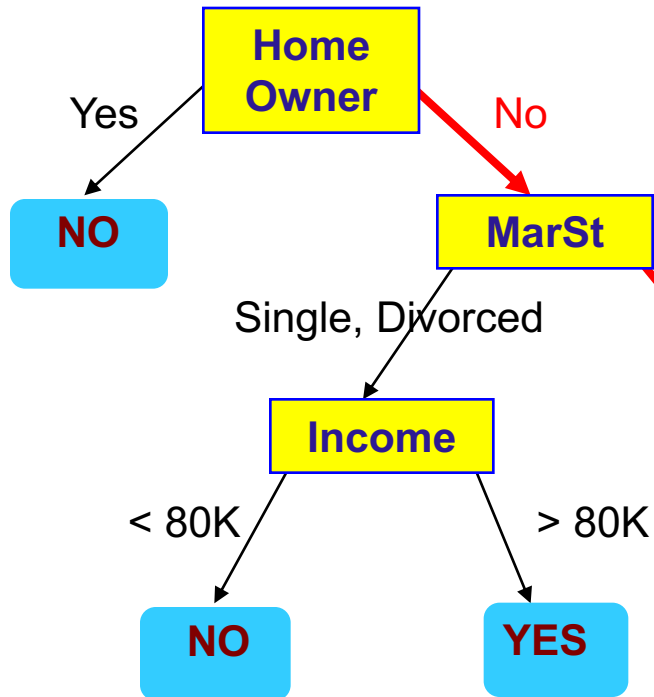 Home
Owner
Yes
No
NO
MarSt
Single, Divorced
Income
< 80K
> 80K
NO
YES